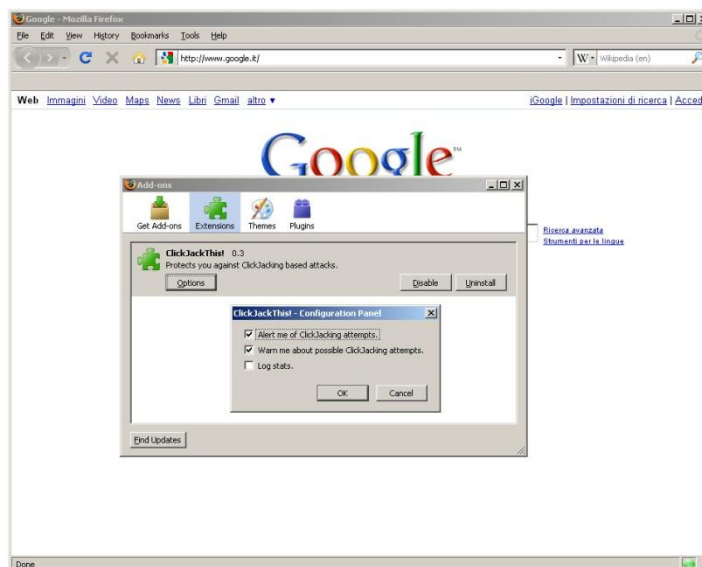 Google - Mozilla Firefox
File Edit View History Bookmarks Tools Help
http://www.google.it/ W Wikipedia (en)
Web Immagini Video Maps News Libri Gmail altro ▼ iGoogle | Impostazioni di ricerca | Acced
Google™
Add-ons
Get Add-ons Extensions Themes Plugins
Ricerca avanzata
Strumenti per le lingue
ClickJackThis! 0.3
Protects you against ClickJacking based attacks.
Options Disable Uninstall
ClickJackThis! - Configuration Panel
Alert me of ClickJacking attempts.
Warn me about possible ClickJacking attempts.
Log stats.
OK Cancel
Find Updates
Done